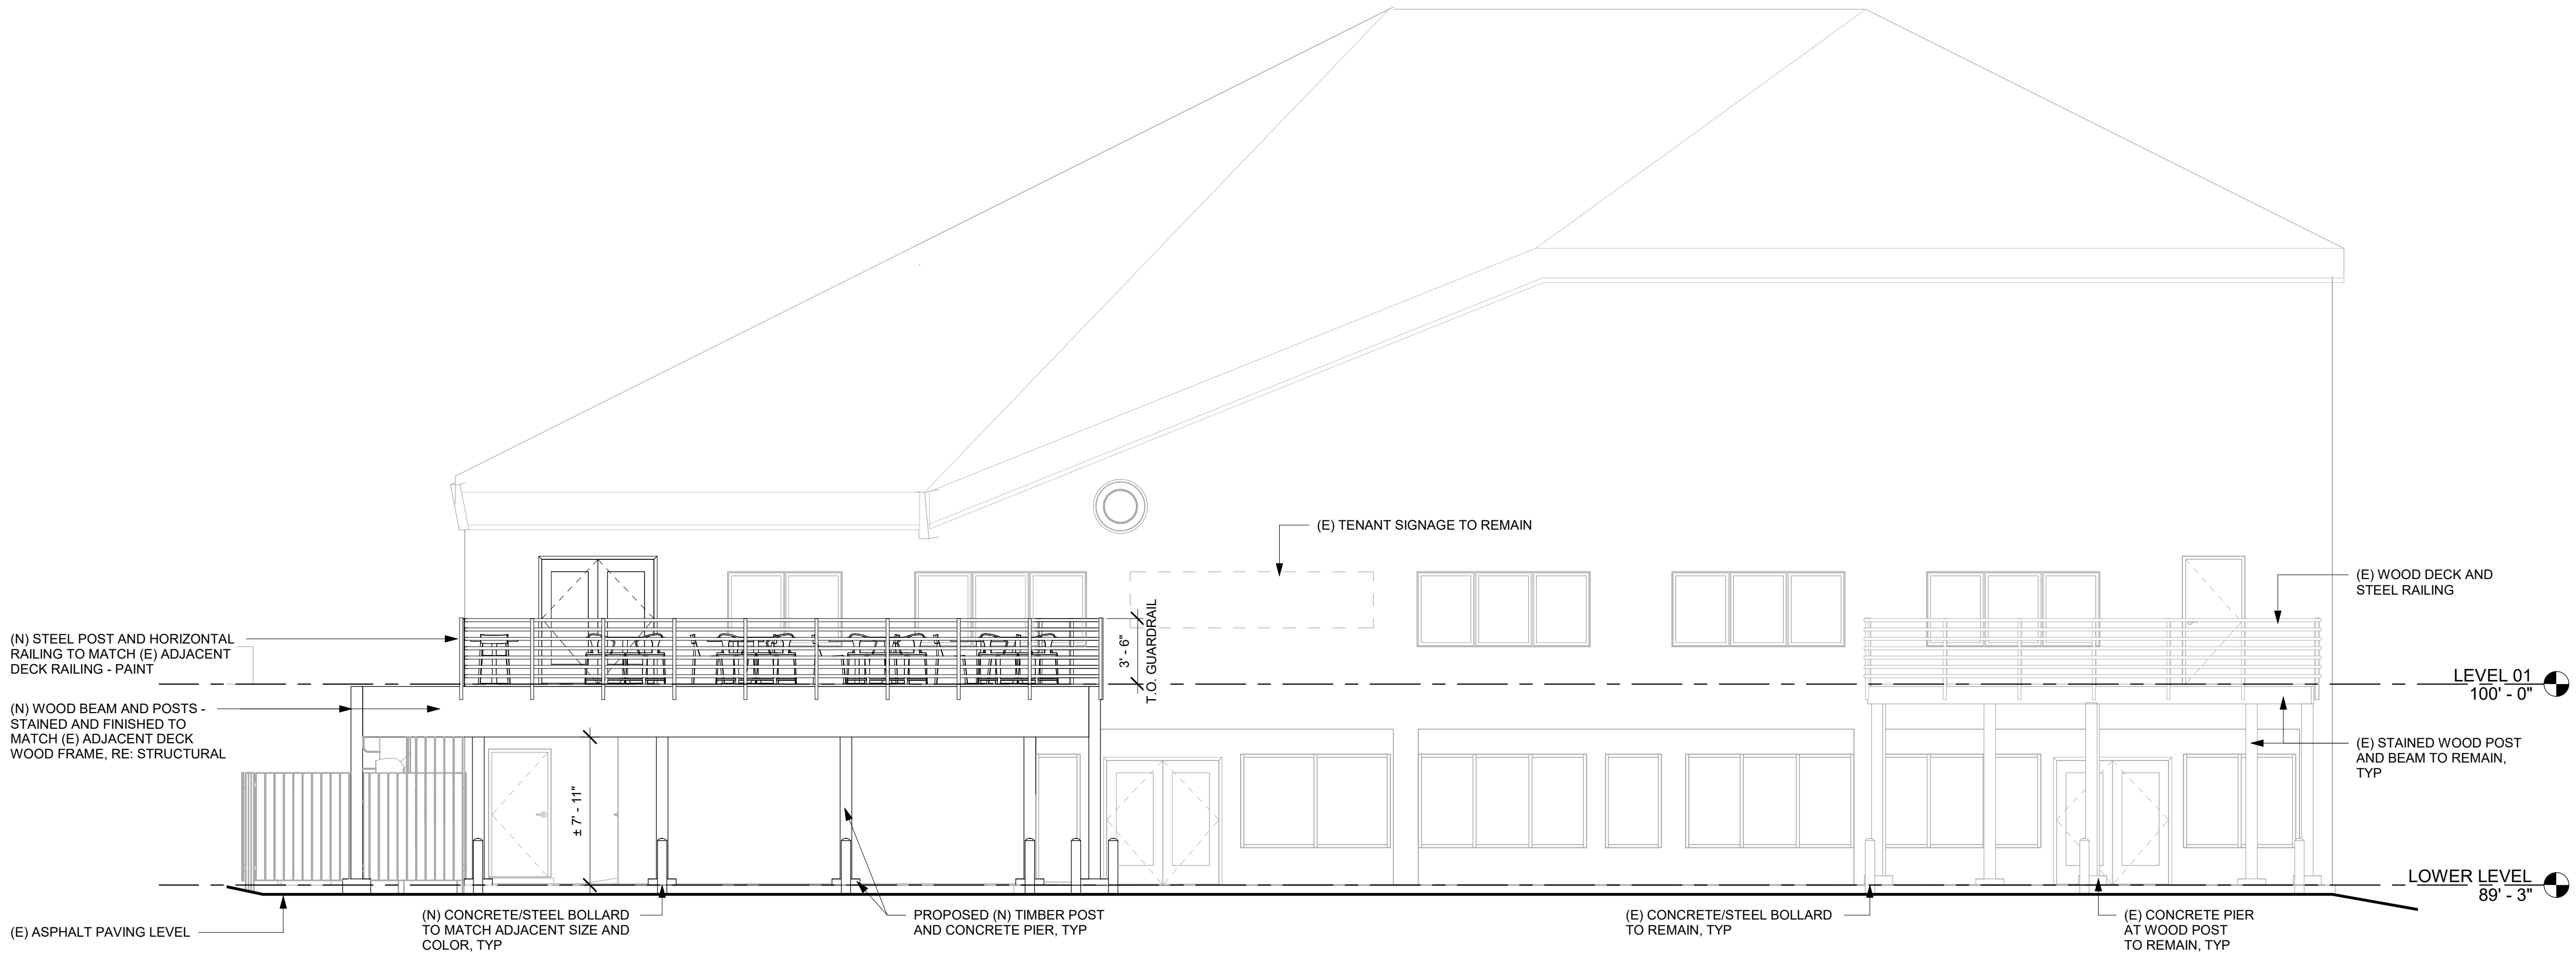 (E) TENANT SIGNAGE TO REMAIN
(E) WOOD DECK AND
STEEL RAILING
(N) STEEL POST AND HORIZONTAL
RAILING TO MATCH (E) ADJACENT
DECK RAILING - PAINT
3' - 6"
T.O. GUARDRAIL
LEVEL 01
100' - 0"
(N) WOOD BEAM AND POSTS -
STAINED AND FINISHED TO
MATCH (E) ADJACENT DECK
WOOD FRAME, RE: STRUCTURAL
(E) STAINED WOOD POST
AND BEAM TO REMAIN,
TYP
± 7' - 11"
LOWER LEVEL
89' - 3"
(E) ASPHALT PAVING LEVEL
(N) CONCRETE/STEEL BOLLARD
TO MATCH ADJACENT SIZE AND
COLOR, TYP
PROPOSED (N) TIMBER POST
AND CONCRETE PIER, TYP
(E) CONCRETE/STEEL BOLLARD
TO REMAIN, TYP
(E) CONCRETE PIER
AT WOOD POST
TO REMAIN, TYP